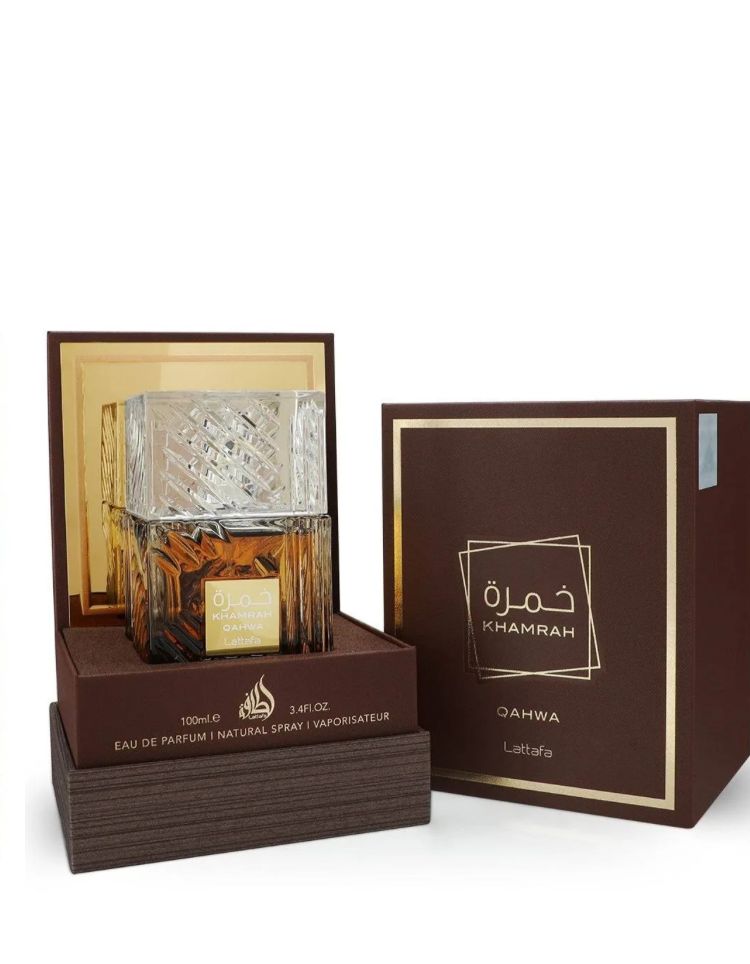 خمرة
KHAMRAH
QAHWA
Lattafa
لطافة
Lattafa
100ml.e 3.4Fl.OZ.
EAU DE PARFUM I NATURAL SPRAY I VAPORISATEUR
خمرة
KHAMRAH
QAHWA
Lattafa